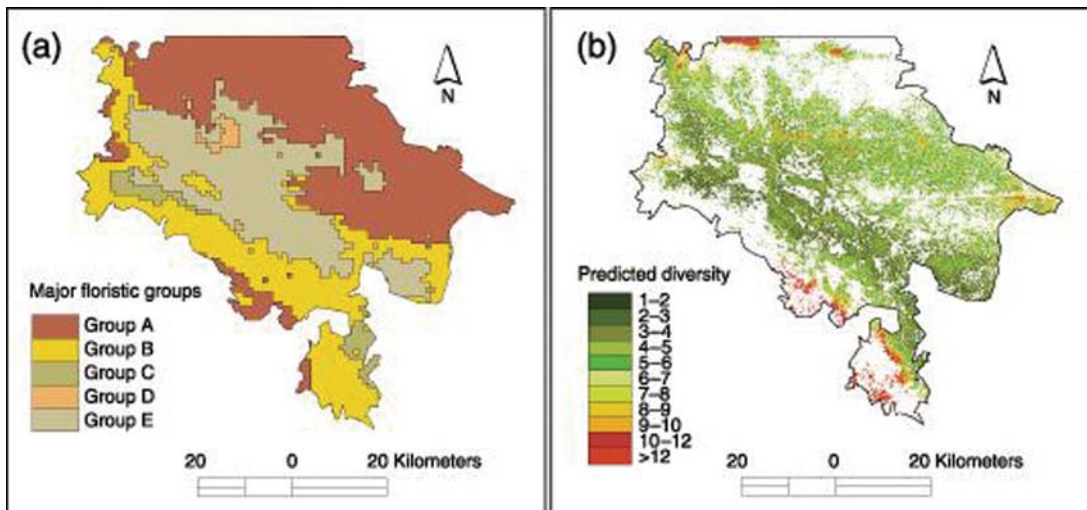 (a)
N
Major floristic groups
Group A
Group B
Group C
Group D
Group E
20 0 20 Kilometers
(b)
N
Predicted diversity
1–2
2–3
3–4
4–5
5–6
6–7
7–8
8–9
9–10
10–12
>12
20 0 20 Kilometers